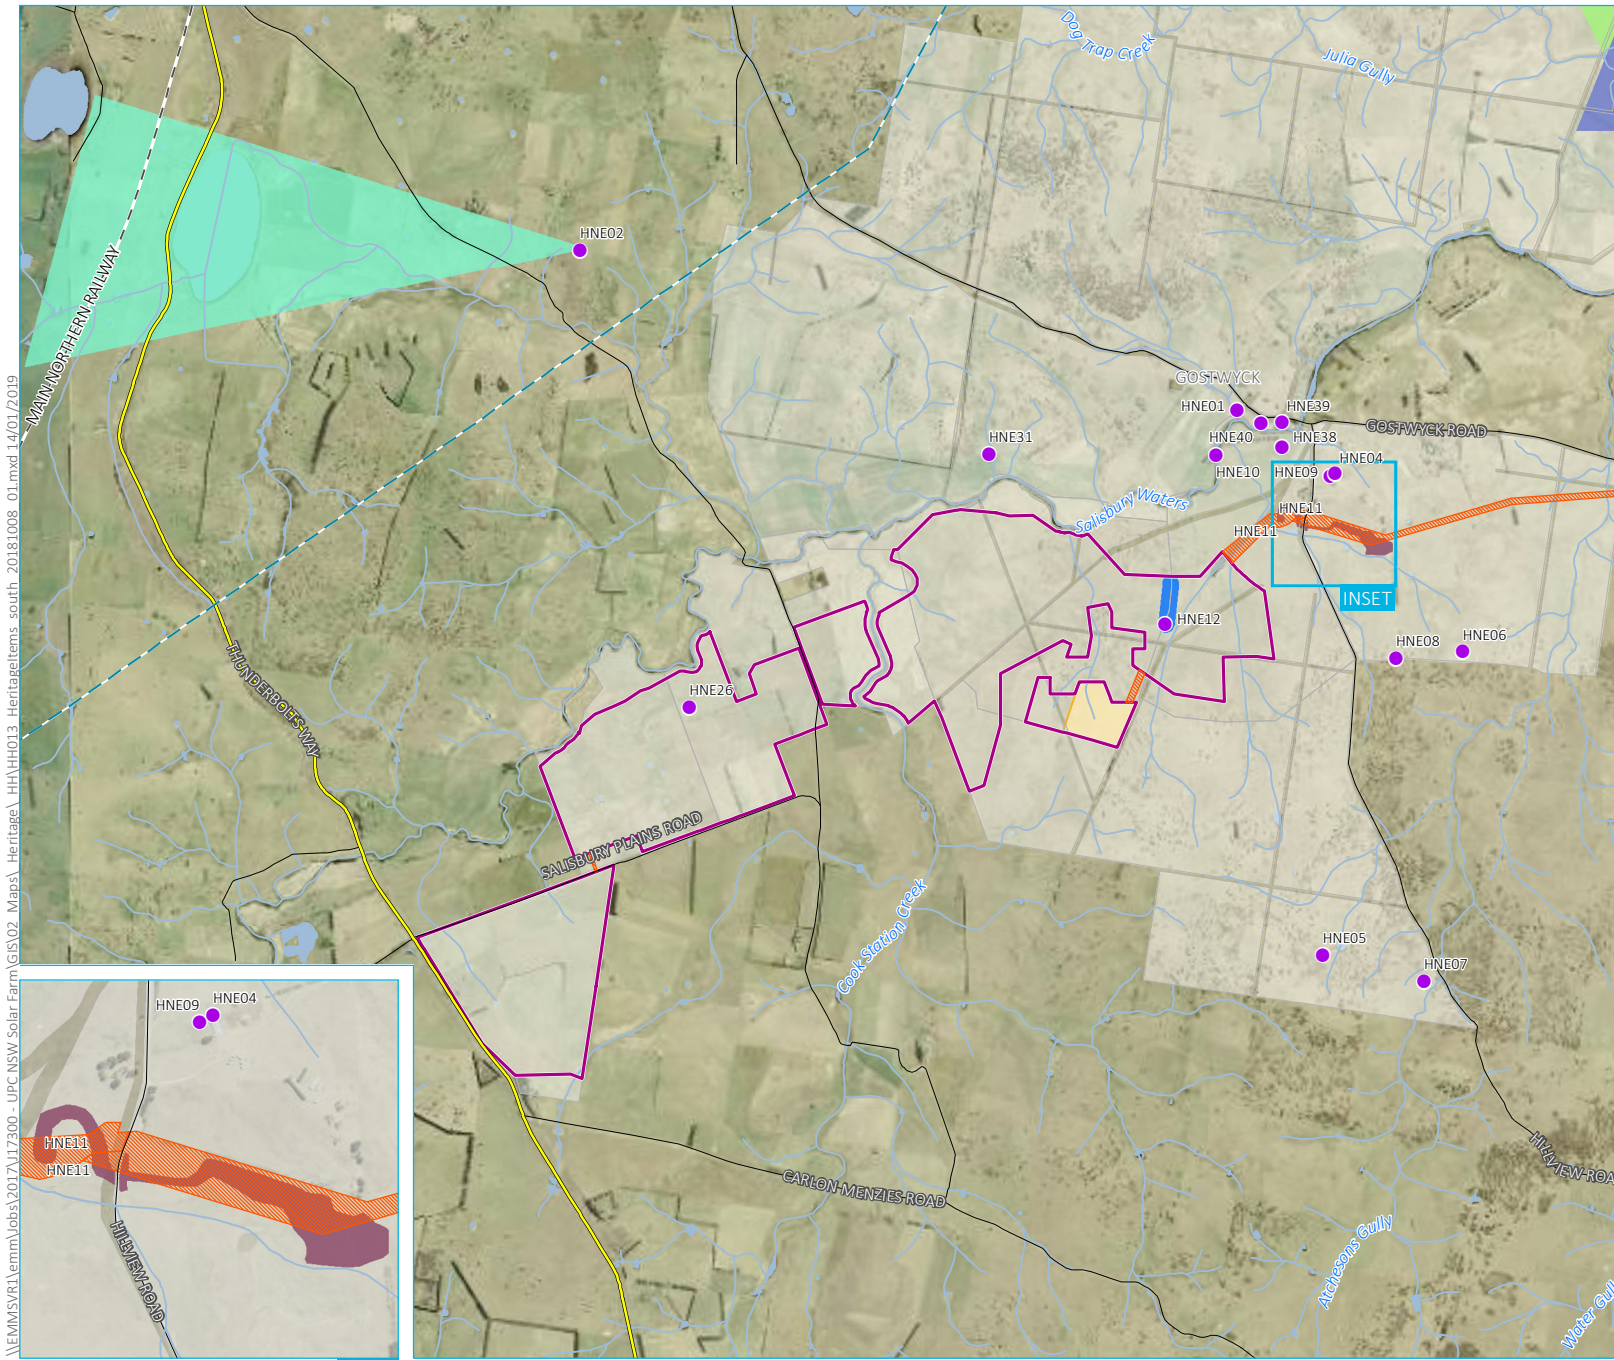 Dog Trap Creek
Julia Gully
HNE02
MAIN NORTHERN RAILWAY
GOSTWYCK
HNE01
HNE39
GOSTWYCK ROAD
HNE31
HNE40
HNE38
HNE10
HNE09
HNE04
Salisbury Waters
HNE11
HNE11
INSET
HNE12
HNE08
HNE06
THUNDERBOLTS WAY
HNE26
SALISBURY PLAINS ROAD
Cook Station Creek
HNE05
HNE07
HNE09
HNE04
HNE11
HNE11
HILLVIEW ROAD
CARLON MENZIES ROAD
HILLVIEW ROA
Atchesons Gully
Water Gull
\\EMMSVR1\emm\Jobs\2017\J17300 - UPC NSW Solar Farm\GIS\02_Maps\_Heritage\_HH\HH013_HeritageItems_south_20181008_01.mxd 14/01/2019